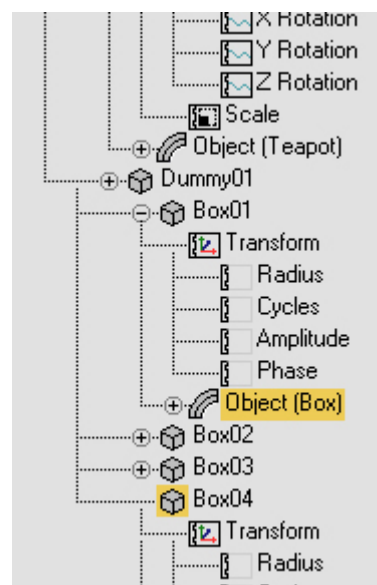 X Rotation
Y Rotation
Z Rotation
Scale
Object (Teapot)
Dummy01
Box01
Transform
Radius
Cycles
Amplitude
Phase
Object (Box)
Box02
Box03
Box04
Transform
Radius